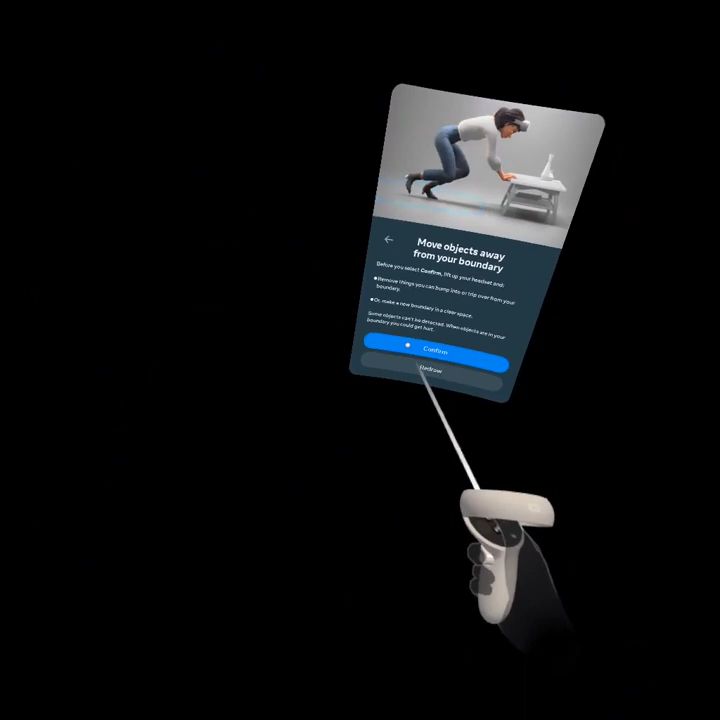 Move objects away
from your boundary
Before you select Confirm, lift up your headset and:
•Remove things you can bump into or trip over from your
boundary.
•Or, make a new boundary in a clear space.
Some objects can't be detected. When objects are in your
boundary you could get hurt.
Confirm
Redraw